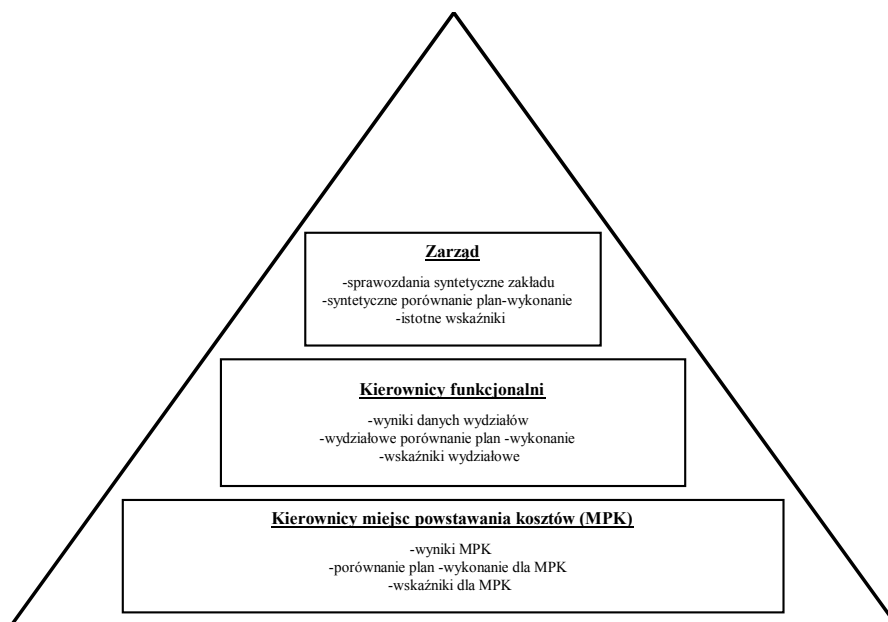 Zarząd
-sprawozdania syntetyczne zakładu
-syntetyczne porównanie plan-wykonanie
-istotne wskaźniki
Kierownicy funkcjonalni
-wyniki danych wydziałów
-wydziałowe porównanie plan -wykonanie
-wskaźniki wydziałowe
Kierownicy miejsc powstawania kosztów (MPK)
-wyniki MPK
-porównanie plan -wykonanie dla MPK
-wskaźniki dla MPK